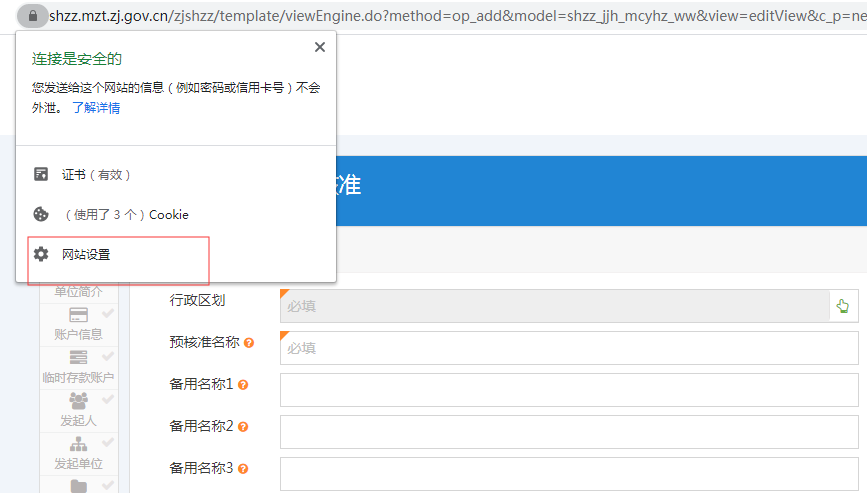 shzz.mzt.zj.gov.cn/zjshzz/template/viewEngine.do?method=op_add&model=shzz_jjh_mcyhz_ww&view=editView&c_p=ne
连接是安全的
您发送给这个网站的信息（例如密码或信用卡号）不会
外泄。 了解详情
证书（有效）
（使用了 3 个）Cookie
网站设置
准
单位简介
账户信息
临时存款账户
发起人
发起单位
行政区划
必填
预核准名称
必填
备用名称1
备用名称2
备用名称3